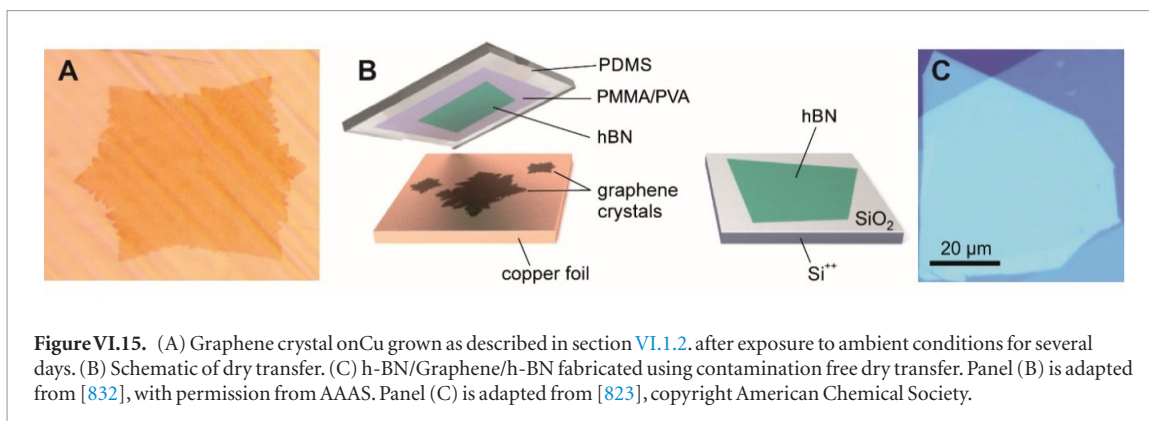 A
B
PDMS
PMMA/PVA
hBN
graphene
crystals
copper foil
hBN
SiO₂
Si⁺⁺
C
20 µm
Figure VI.15. (A) Graphene crystal onCu grown as described in section VI.1.2. after exposure to ambient conditions for several
days. (B) Schematic of dry transfer. (C) h-BN/Graphene/h-BN fabricated using contamination free dry transfer. Panel (B) is adapted
from [832], with permission from AAAS. Panel (C) is adapted from [823], copyright American Chemical Society.